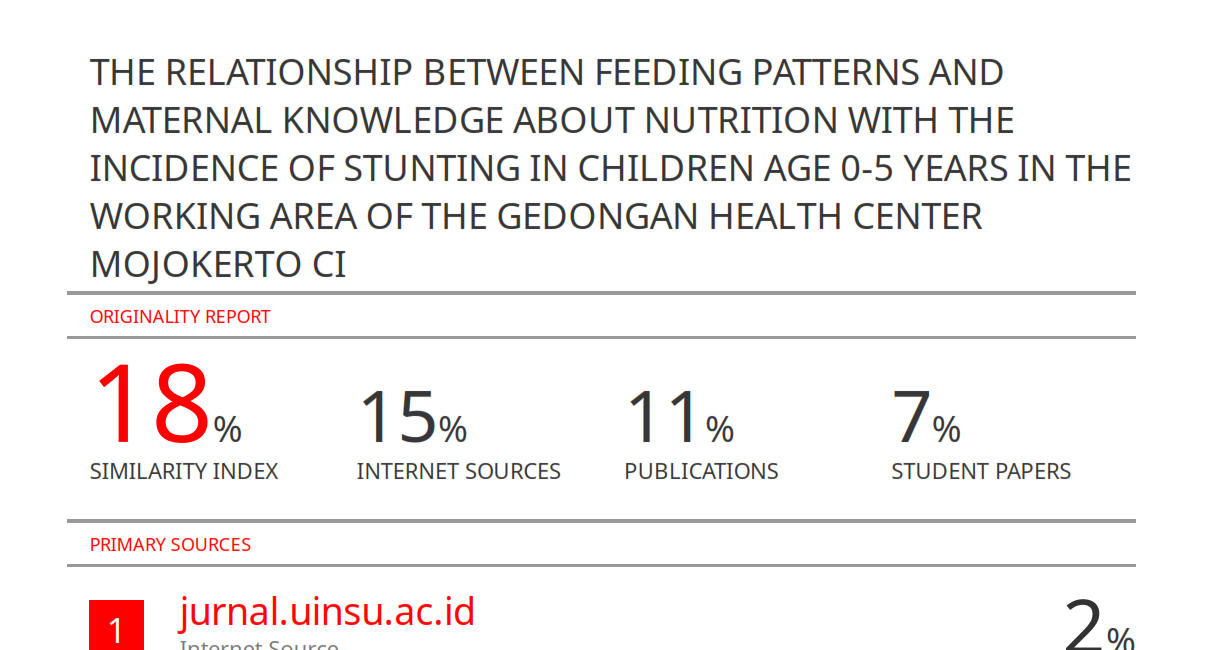 THE RELATIONSHIP BETWEEN FEEDING PATTERNS AND
MATERNAL KNOWLEDGE ABOUT NUTRITION WITH THE
INCIDENCE OF STUNTING IN CHILDREN AGE 0-5 YEARS IN THE
WORKING AREA OF THE GEDONGAN HEALTH CENTER
MOJOKERTO CI
ORIGINALITY REPORT
18% 15% 11% 7%
SIMILARITY INDEX INTERNET SOURCES PUBLICATIONS STUDENT PAPERS
PRIMARY SOURCES
1 jurnal.uinsu.ac.id 2%
Internet Source